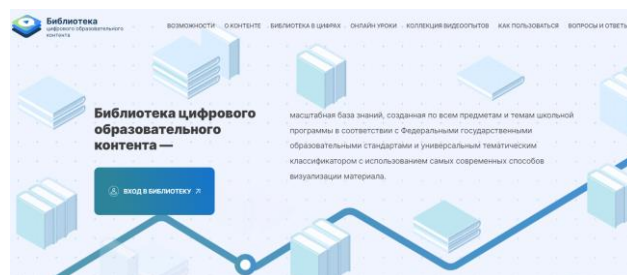 Библиотека
цифрового образовательного
контента
ВОЗМОЖНОСТИ
О КОНТЕНТЕ
БИБЛИОТЕКА В ЦИФРАХ
ОНЛАЙН УРОКИ
КОЛЛЕКЦИЯ ВИДЕООПЫТОВ
КАК ПОЛЬЗОВАТЬСЯ
ВОПРОСЫ И ОТВЕТЫ
Библиотека цифрового
образовательного
контента —
масштабная база знаний, созданная по всем предметам и темам школьной
программы в соответствии с Федеральными государственными
образовательными стандартами и универсальным тематическим
классификатором с использованием самых современных способов
визуализации материала.
ВХОД В БИБЛИОТЕКУ ↗